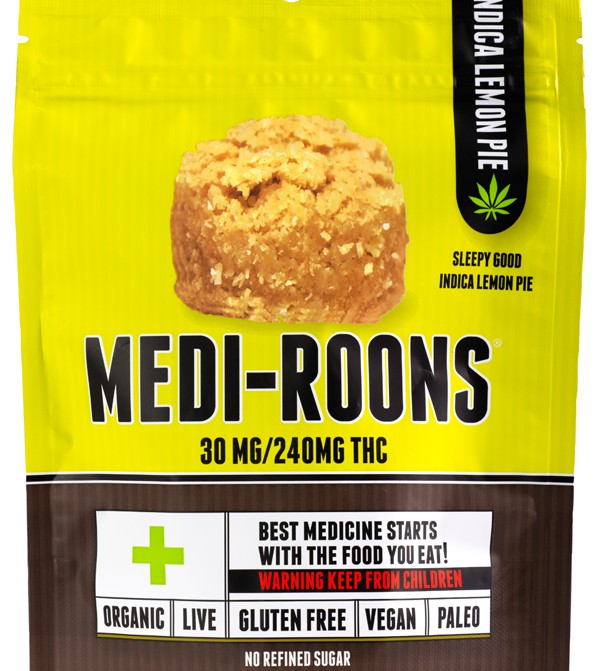 NDICA LEMON PIE
SLEEPY GOOD
INDICA LEMON PIE
MEDI-ROONS®
30 MG/240MG THC
BEST MEDICINE STARTS
WITH THE FOOD YOU EAT!
WARNING KEEP FROM CHILDREN
ORGANIC LIVE GLUTEN FREE VEGAN PALEO
NO REFINED SUGAR